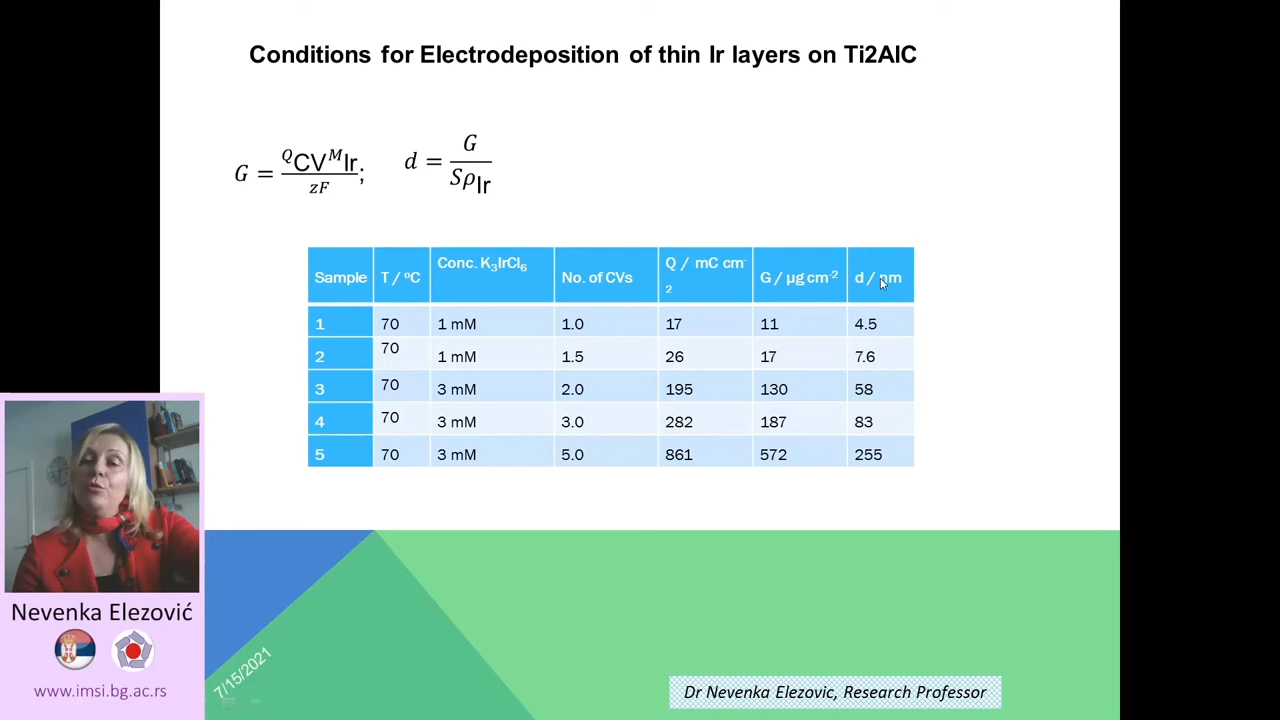 Conditions for Electrodeposition of thin Ir layers on Ti2AlC
G = QCV MIr / zF ; d = G / SρIr
Sample T / ºC Conc. K3IrCl6 No. of CVs Q / mC cm-2 G / µg cm-2 d / nm
1 70 1 mM 1.0 17 11 4.5
2 70 1 mM 1.5 26 17 7.6
3 70 3 mM 2.0 195 130 58
4 70 3 mM 3.0 282 187 83
5 70 3 mM 5.0 861 572 255
Nevenka Elezović
www.imsi.bg.ac.rs
7/15/2021
Dr Nevenka Elezovic, Research Professor